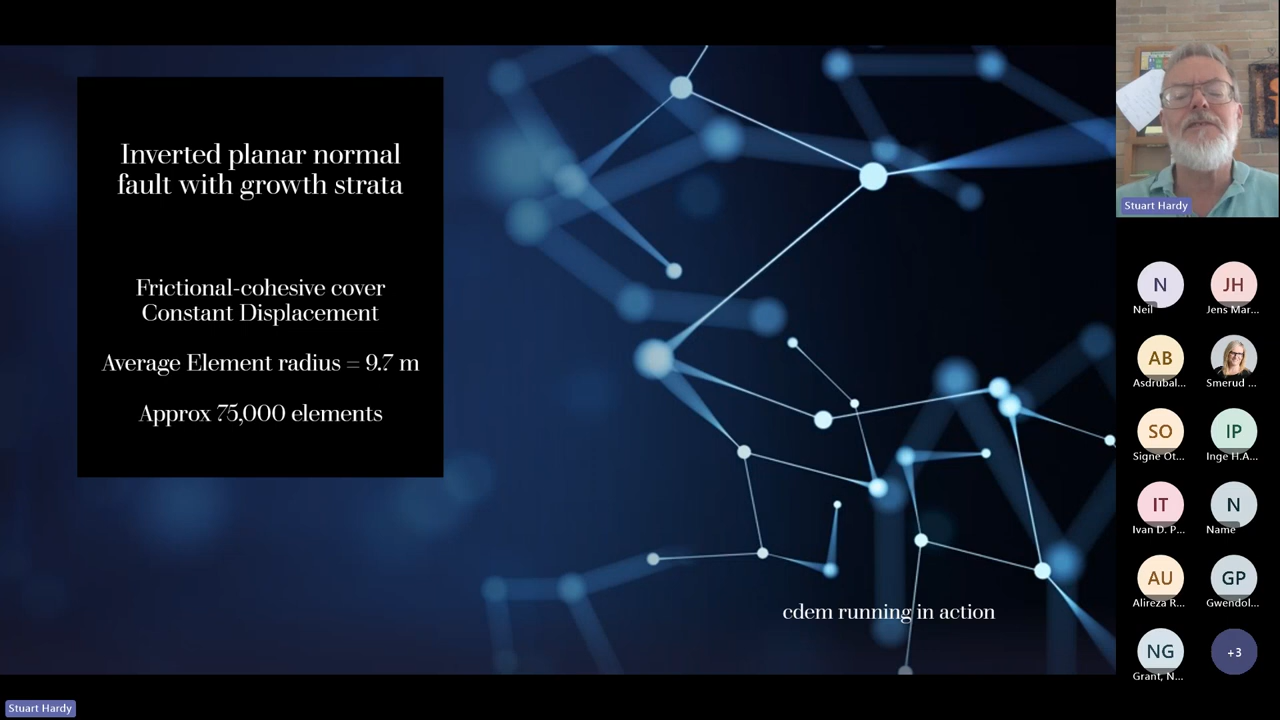 Inverted planar normal
fault with growth strata
Frictional-cohesive cover
Constant Displacement
Average Element radius = 9.7 m
Approx 75,000 elements
cdem running in action
Stuart Hardy
N
JH
Neil
Jens Mar...
AB
Asdrubal...
Smerud ...
SO
IP
Signe Ot...
Inge H.A...
IT
N
Ivan D. P...
Name
AU
GP
Alireza R...
Gwendol...
NG
+3
Grant, N...
Stuart Hardy